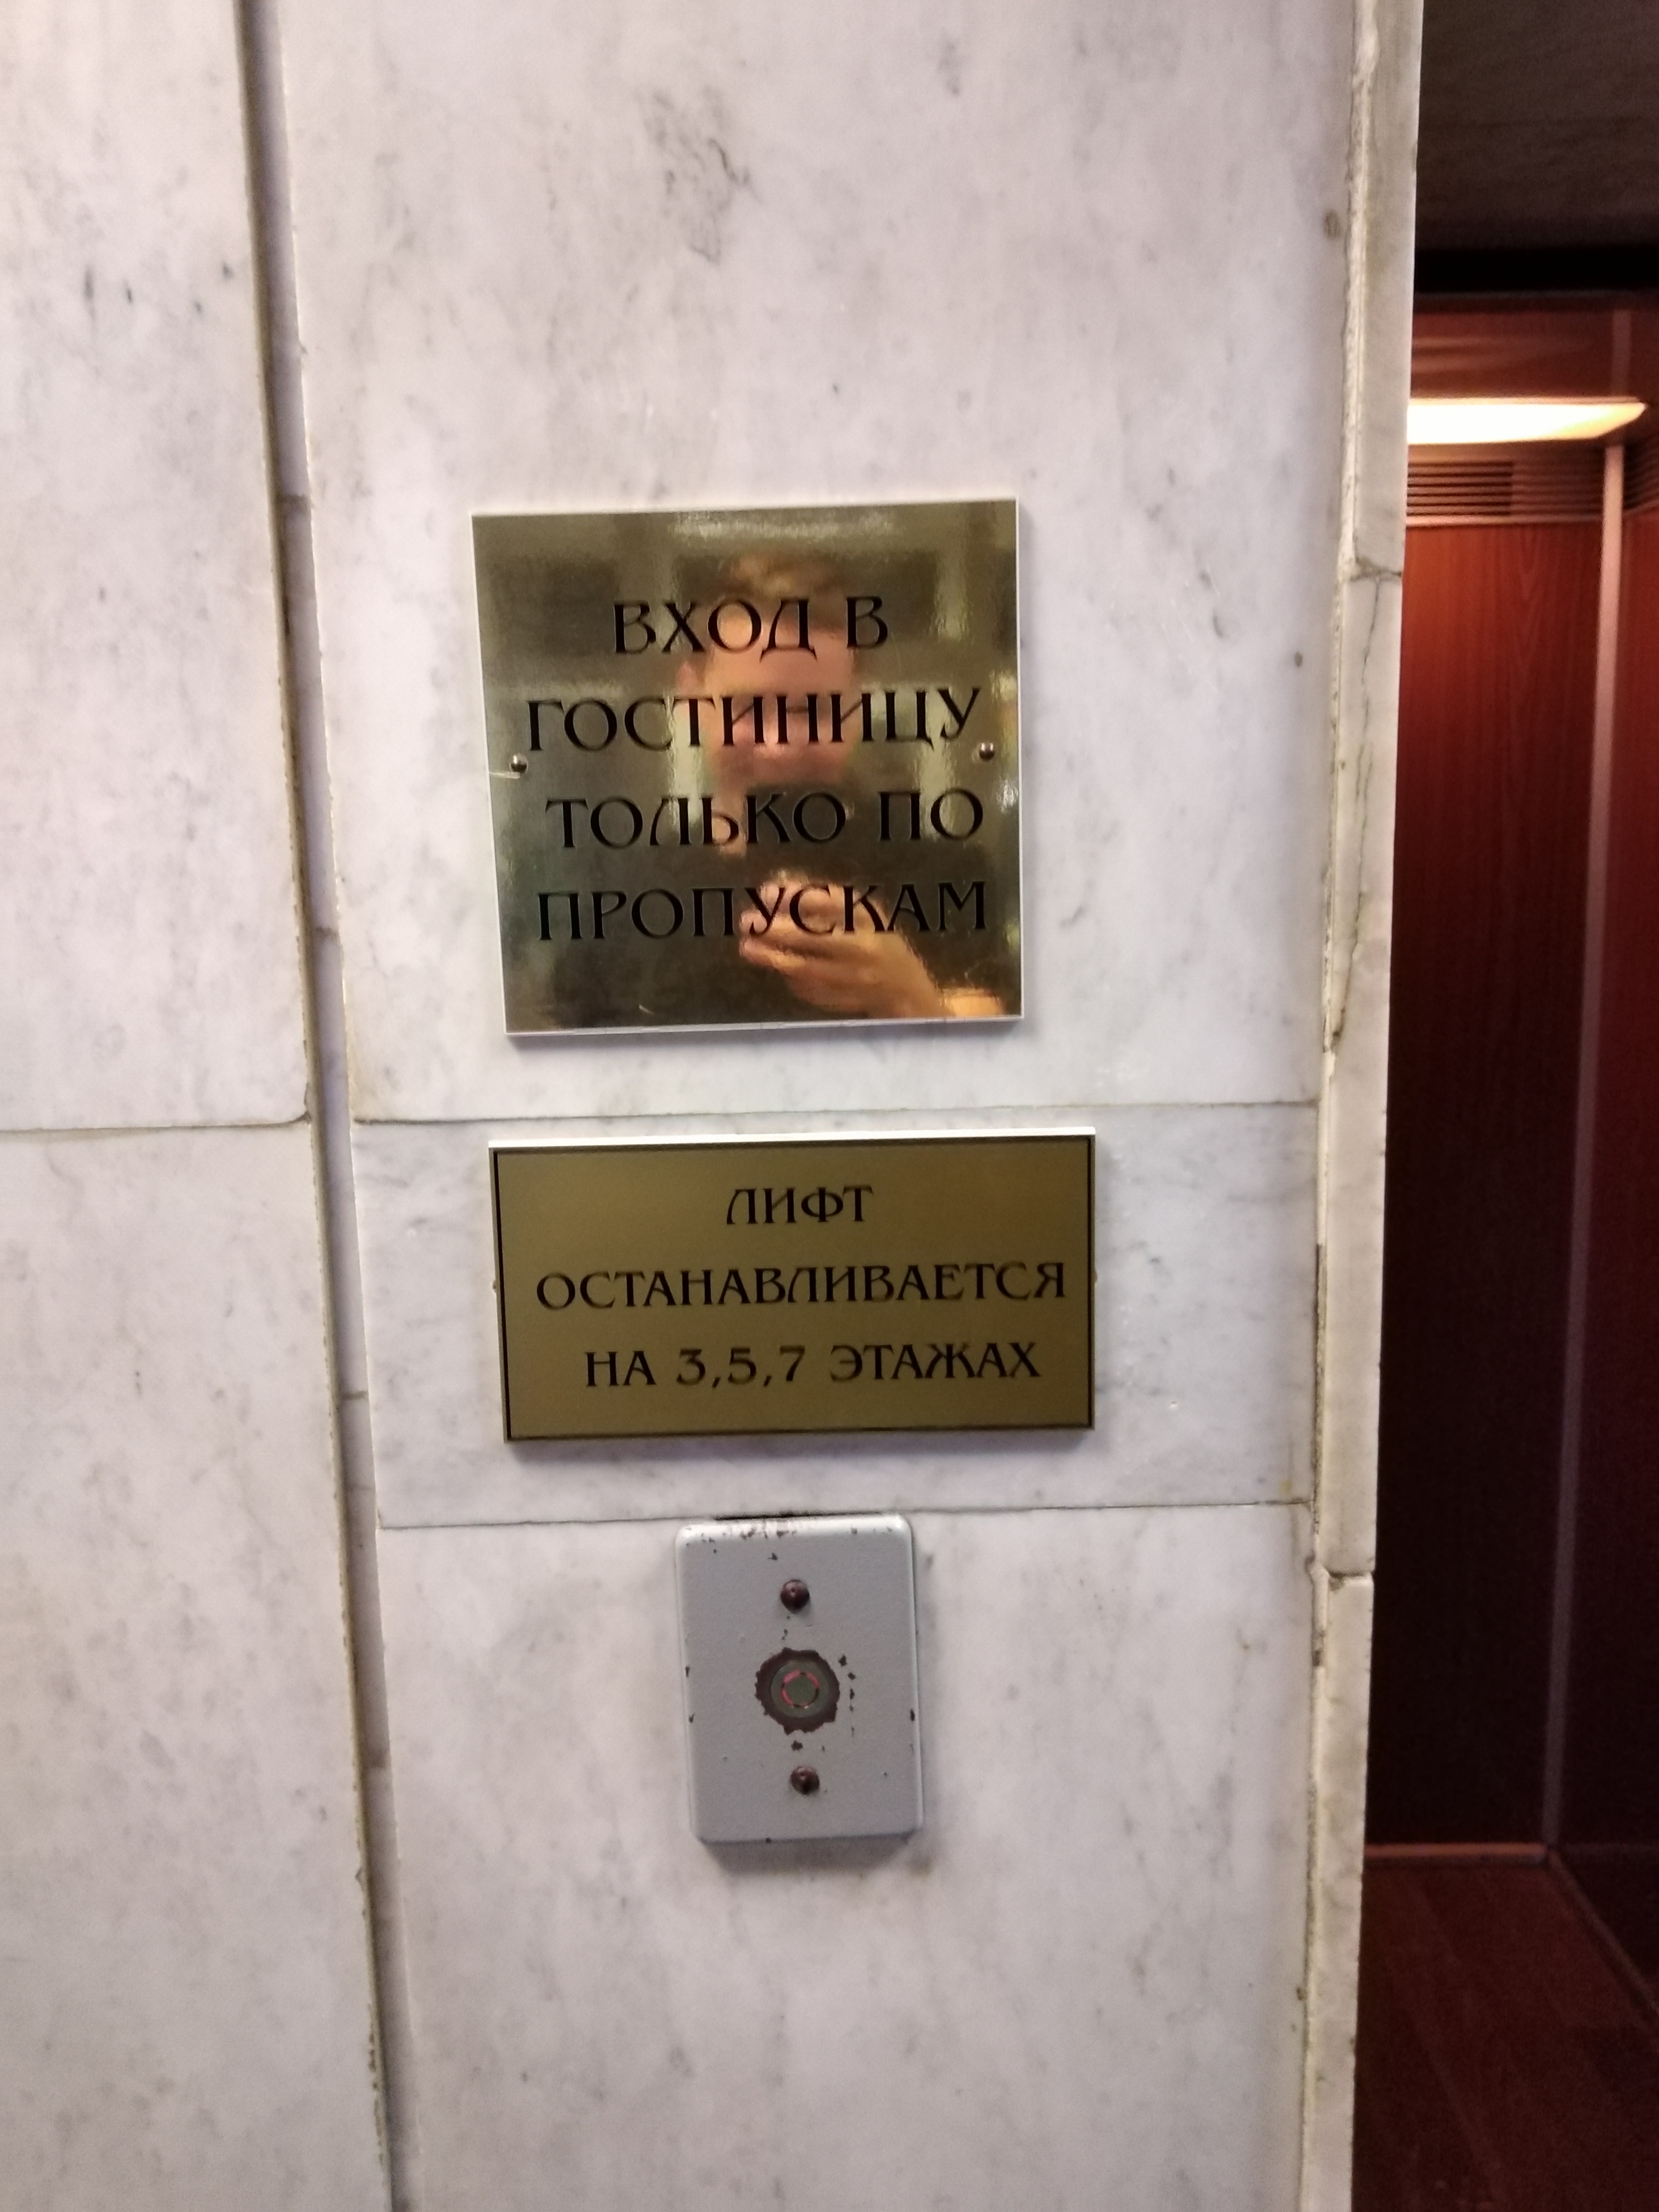 ВХОД В
ГОСТИНИЦУ
ТОЛЬКО ПО
ПРОПУСКАМ
ЛИФТ
ОСТАНАВЛИВАЕТСЯ
НА 3,5,7 ЭТАЖАХ